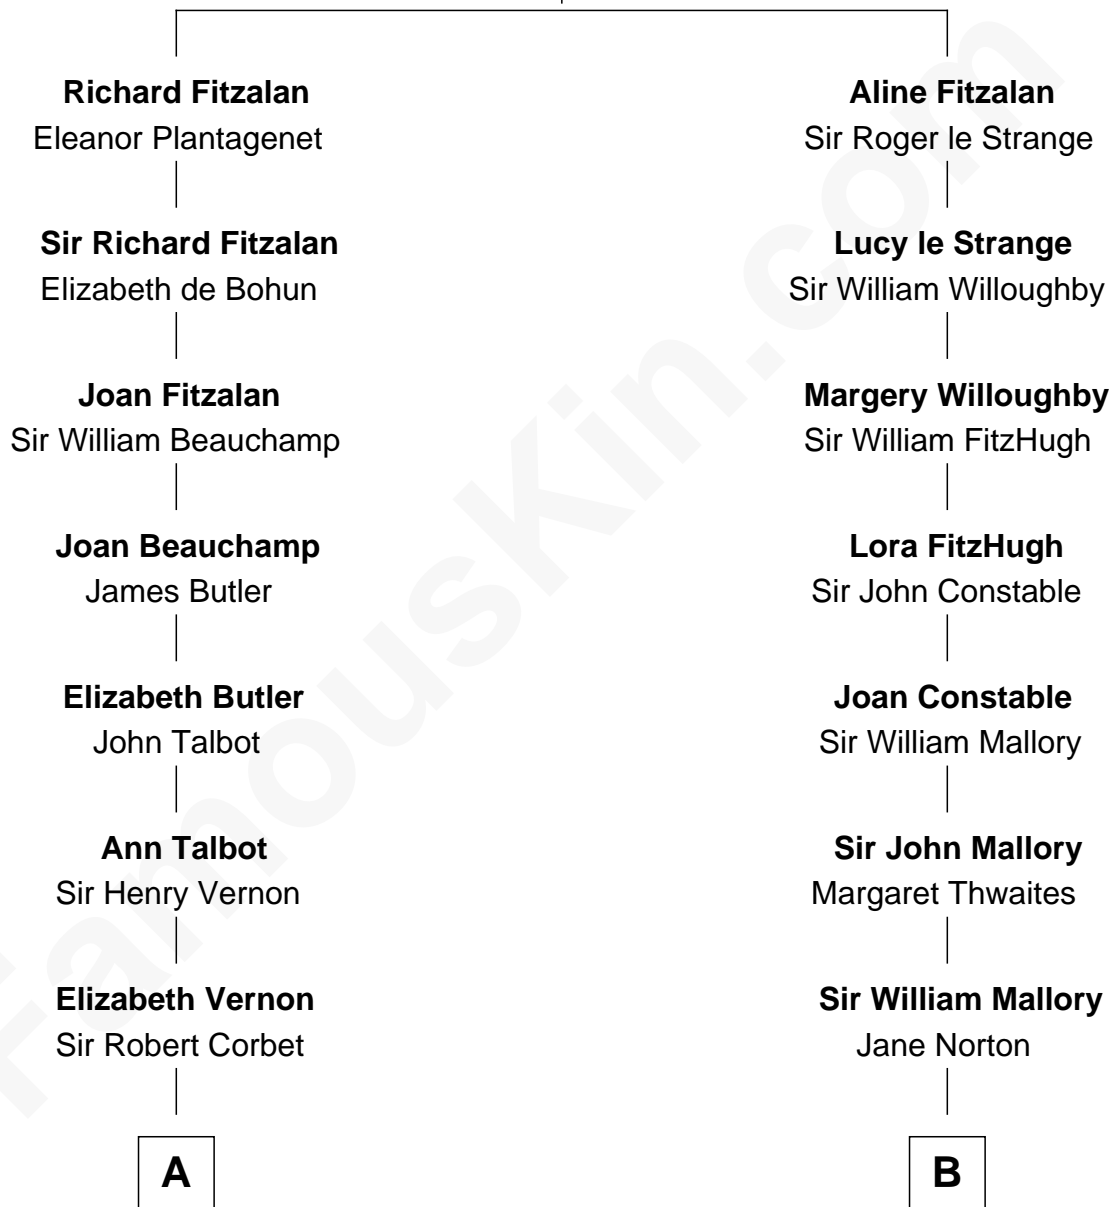 Richard Fitzalan
Eleanor Plantagenet
Sir Richard Fitzalan
Elizabeth de Bohun
Joan Fitzalan
Sir William Beauchamp
Joan Beauchamp
James Butler
Elizabeth Butler
John Talbot
Ann Talbot
Sir Henry Vernon
Elizabeth Vernon
Sir Robert Corbet
A
Aline Fitzalan
Sir Roger le Strange
Lucy le Strange
Sir William Willoughby
Margery Willoughby
Sir William FitzHugh
Lora FitzHugh
Sir John Constable
Joan Constable
Sir William Mallory
Sir John Mallory
Margaret Thwaites
Sir William Mallory
Jane Norton
B
FamousKin.com